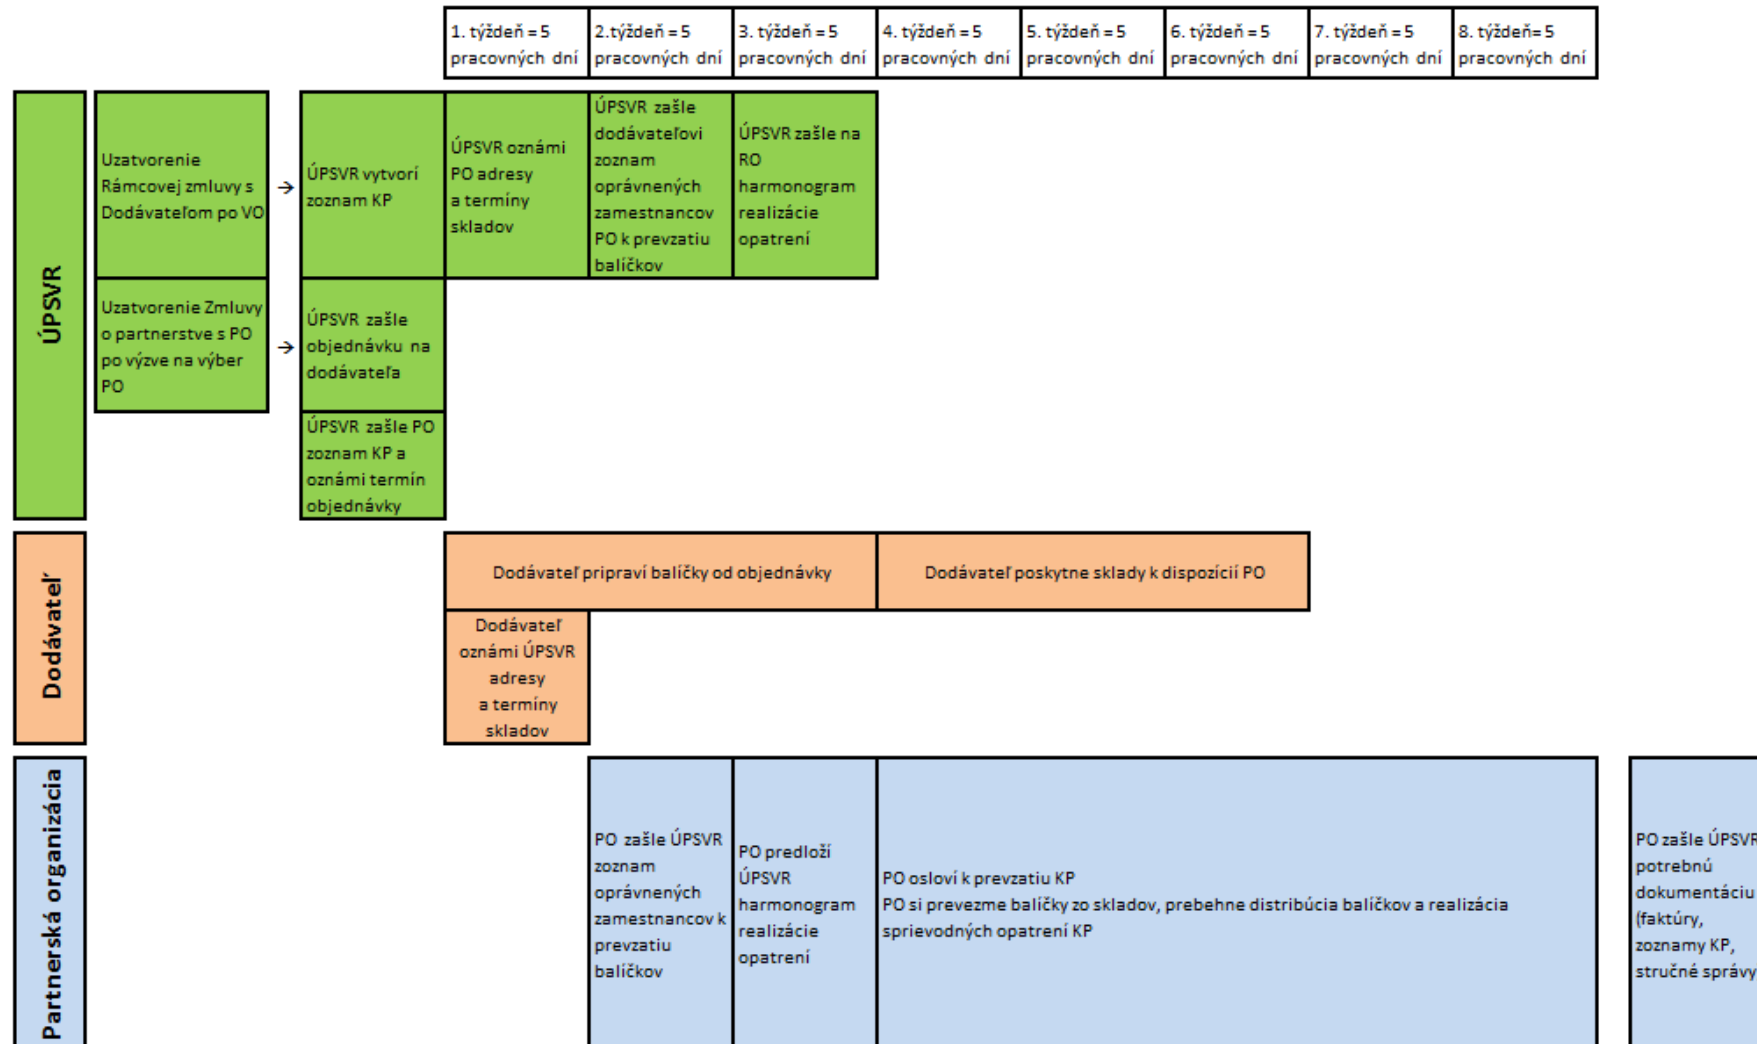 1. týždeň = 5
pracovných dní
2.týždeň = 5
pracovných dní
3. týždeň = 5
pracovných dní
4. týždeň = 5
pracovných dní
5. týždeň = 5
pracovných dní
6. týždeň = 5
pracovných dní
7. týždeň = 5
pracovných dní
8. týždeň= 5
pracovných dní
ÚPSVR
Uzatvorenie
Rámcovej zmluvy s
Dodávateľom po VO
→
ÚPSVR vytvorí
zoznam KP
ÚPSVR oznámi
PO adresy
a termíny
skladov
ÚPSVR zašle
dodávateľovi
zoznam
oprávnených
zamestnancov
PO k prevzatiu
balíčkov
ÚPSVR zašle na
RO
harmonogram
realizácie
opatrení
Uzatvorenie Zmluvy
o partnerstve s PO
po výzve na výber
PO
→
ÚPSVR zašle
objednávku na
dodávateľa
ÚPSVR zašle PO
zoznam KP a
oznámi termín
objednávky
Dodávateľ
Dodávateľ pripraví balíčky od objednávky
Dodávateľ poskytne sklady k dispozícií PO
Dodávateľ
oznámi ÚPSVR
adresy
a termíny
skladov
Partnerská organizácia
PO zašle ÚPSVR
zoznam
oprávnených
zamestnancov k
prevzatiu
balíčkov
PO predloží
ÚPSVR
harmonogram
realizácie
opatrení
PO osloví k prevzatiu KP
PO si prevezme balíčky zo skladov, prebehne distribúcia balíčkov a realizácia
sprievodných opatrení KP
PO zašle ÚPSVR
potrebnú
dokumentáciu
(faktúry,
zoznamy KP,
stručné správy